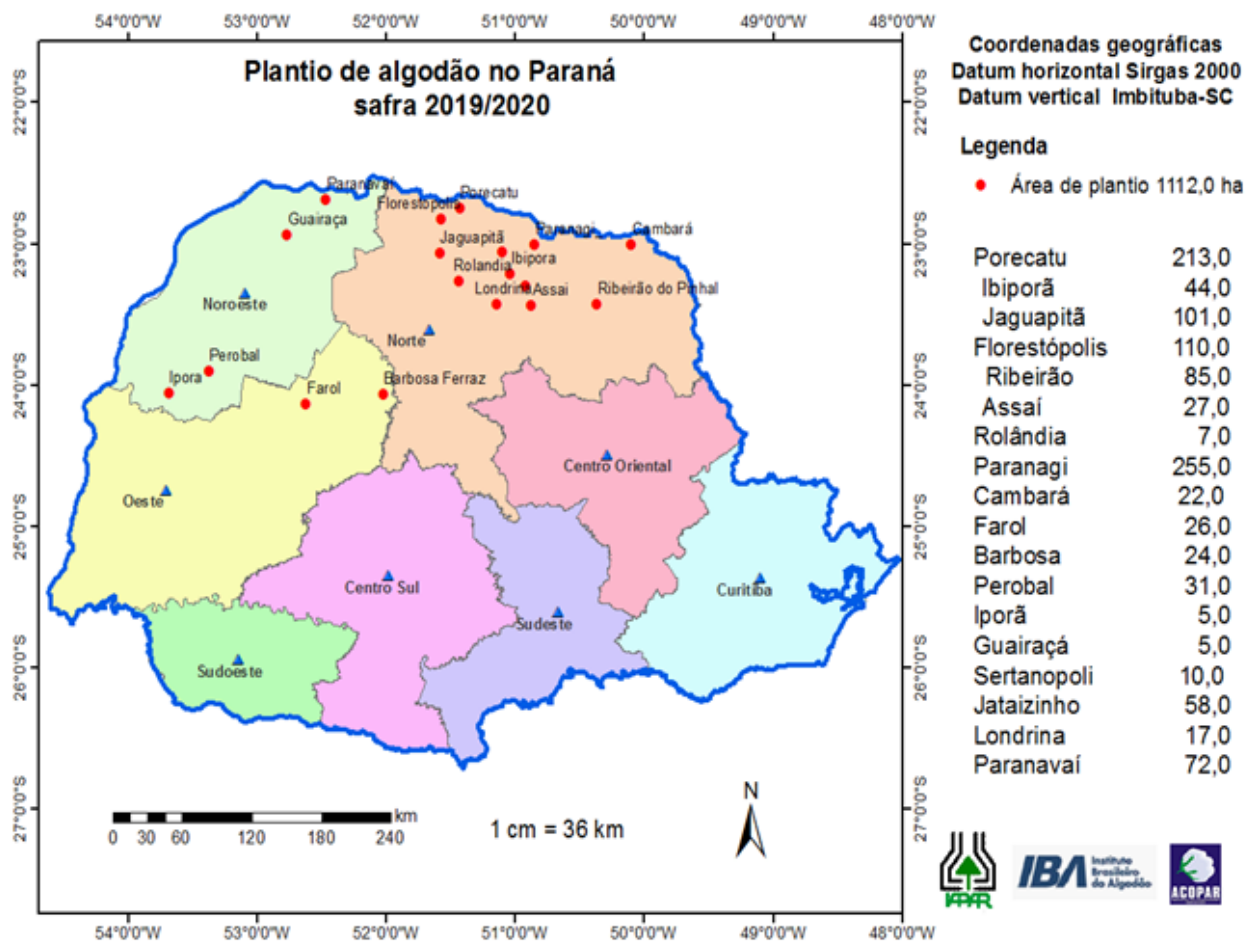 54°0'0"W 53°0'0"W 52°0'0"W 51°0'0"W 50°0'0"W 49°0'0"W 48°0'0"W
Plantio de algodão no Paraná
safra 2019/2020
22°0'0"S 22°0'0"S
23°0'0"S 23°0'0"S
24°0'0"S 24°0'0"S
25°0'0"S 25°0'0"S
26°0'0"S 26°0'0"S
27°0'0"S 27°0'0"S
Paranavaí
Porecatu
Florestópolis
Guairaça
Paranagi
Cambará
Jaguapitã
Ibipora
Rolandia
Londrina
Assai
Ribeirão do Pinhal
Noroeste
Norte
Perobal
Ipora
Farol
Barbosa Ferraz
Centro Oriental
Oeste
Centro Sul
Curitiba
Sudeste
Sudoeste
km
0 30 60 120 180 240
1 cm = 36 km
N
54°0'0"W 53°0'0"W 52°0'0"W 51°0'0"W 50°0'0"W 49°0'0"W 48°0'0"W
Coordenadas geográficas
Datum horizontal Sirgas 2000
Datum vertical Imbituba-SC
Legenda
Área de plantio 1112,0 ha
Porecatu 213,0
Ibiporã 44,0
Jaguapitã 101,0
Florestópolis 110,0
Ribeirão 85,0
Assaí 27,0
Rolândia 7,0
Paranagi 255,0
Cambará 22,0
Farol 26,0
Barbosa 24,0
Perobal 31,0
Iporã 5,0
Guairaçá 5,0
Sertanopoli 10,0
Jataizinho 58,0
Londrina 17,0
Paranavaí 72,0
IAPAR
IBA Instituto
Brasileiro
do Algodão
ACOPAR